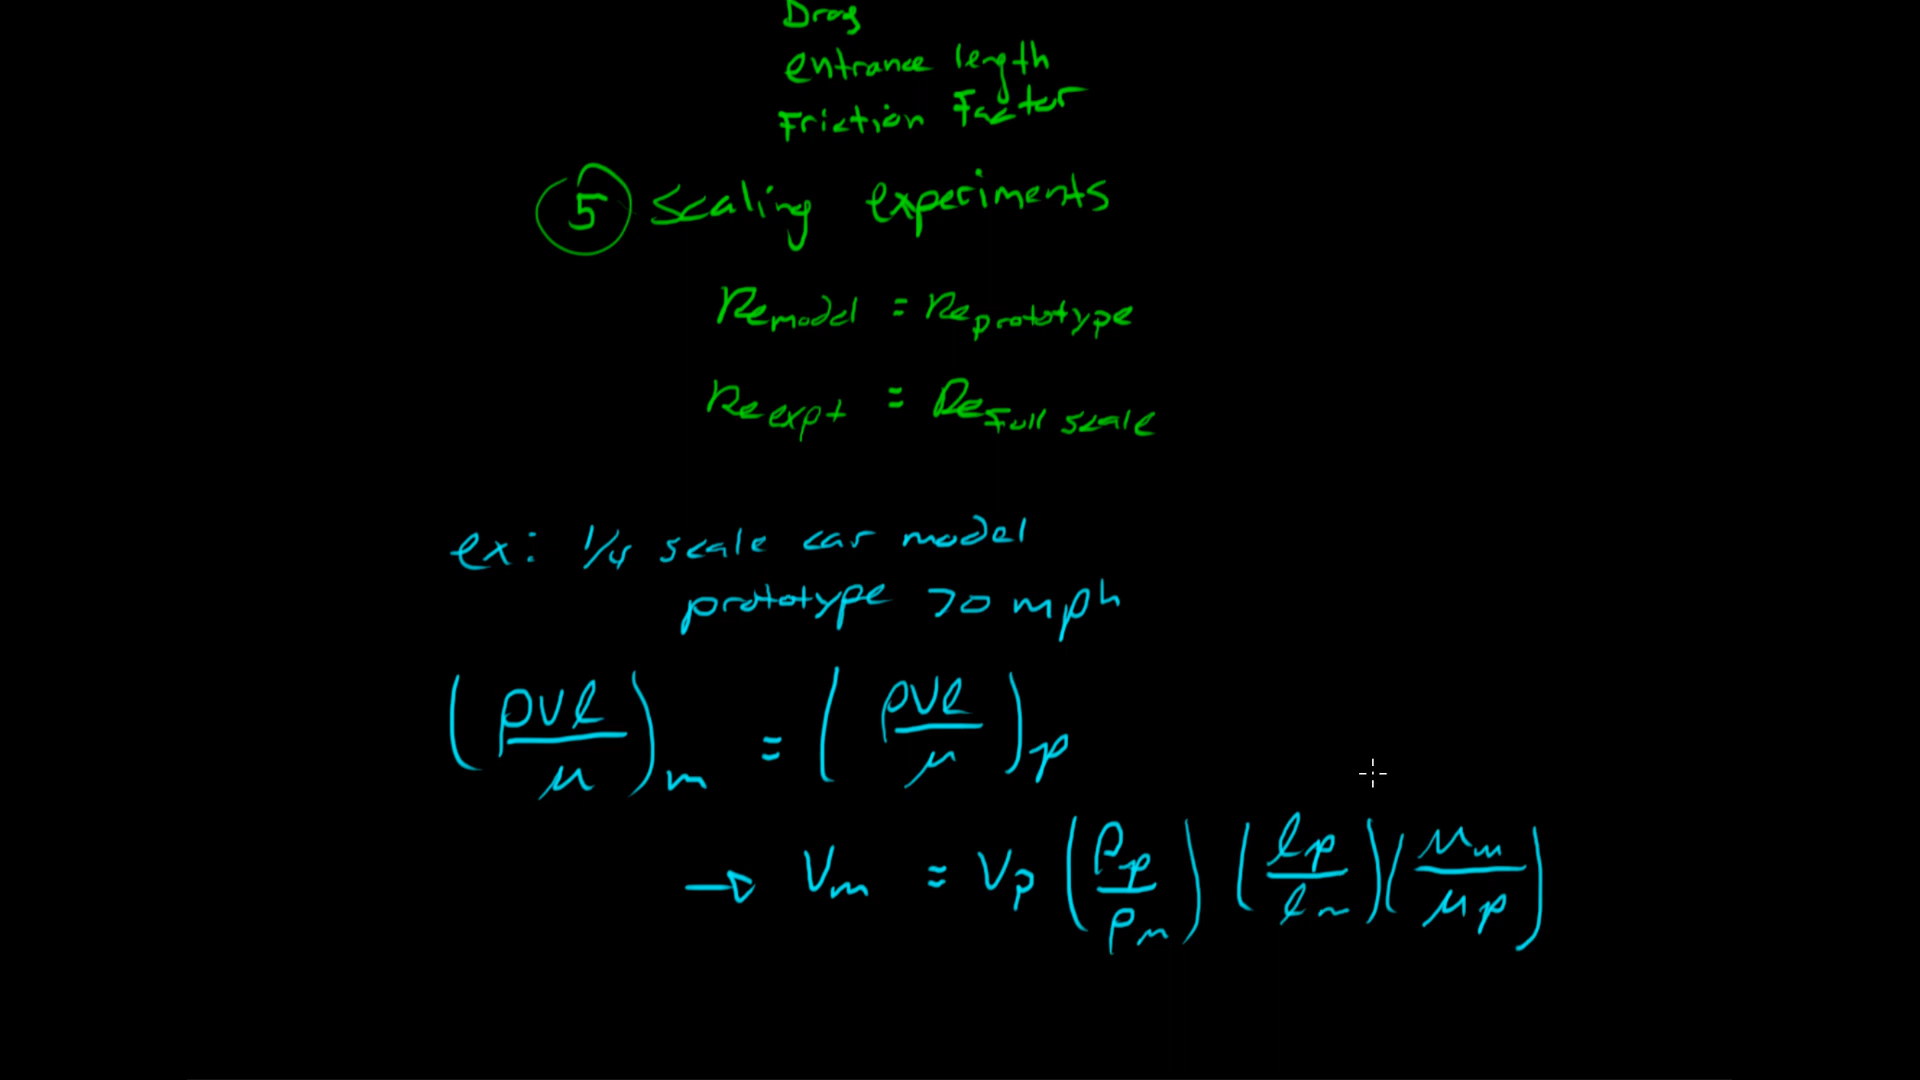 Drag
entrance length
Friction Factor
5 Scaling experiments
Re model = Re prototype
Re expt = Re full scale
ex: 1/4 scale car model
prototype 70 mph
(ρVℓ/μ)m = (ρVℓ/μ)p
→ Vm = Vp (ρp/ρm) (ℓp/ℓm) (μm/μp)